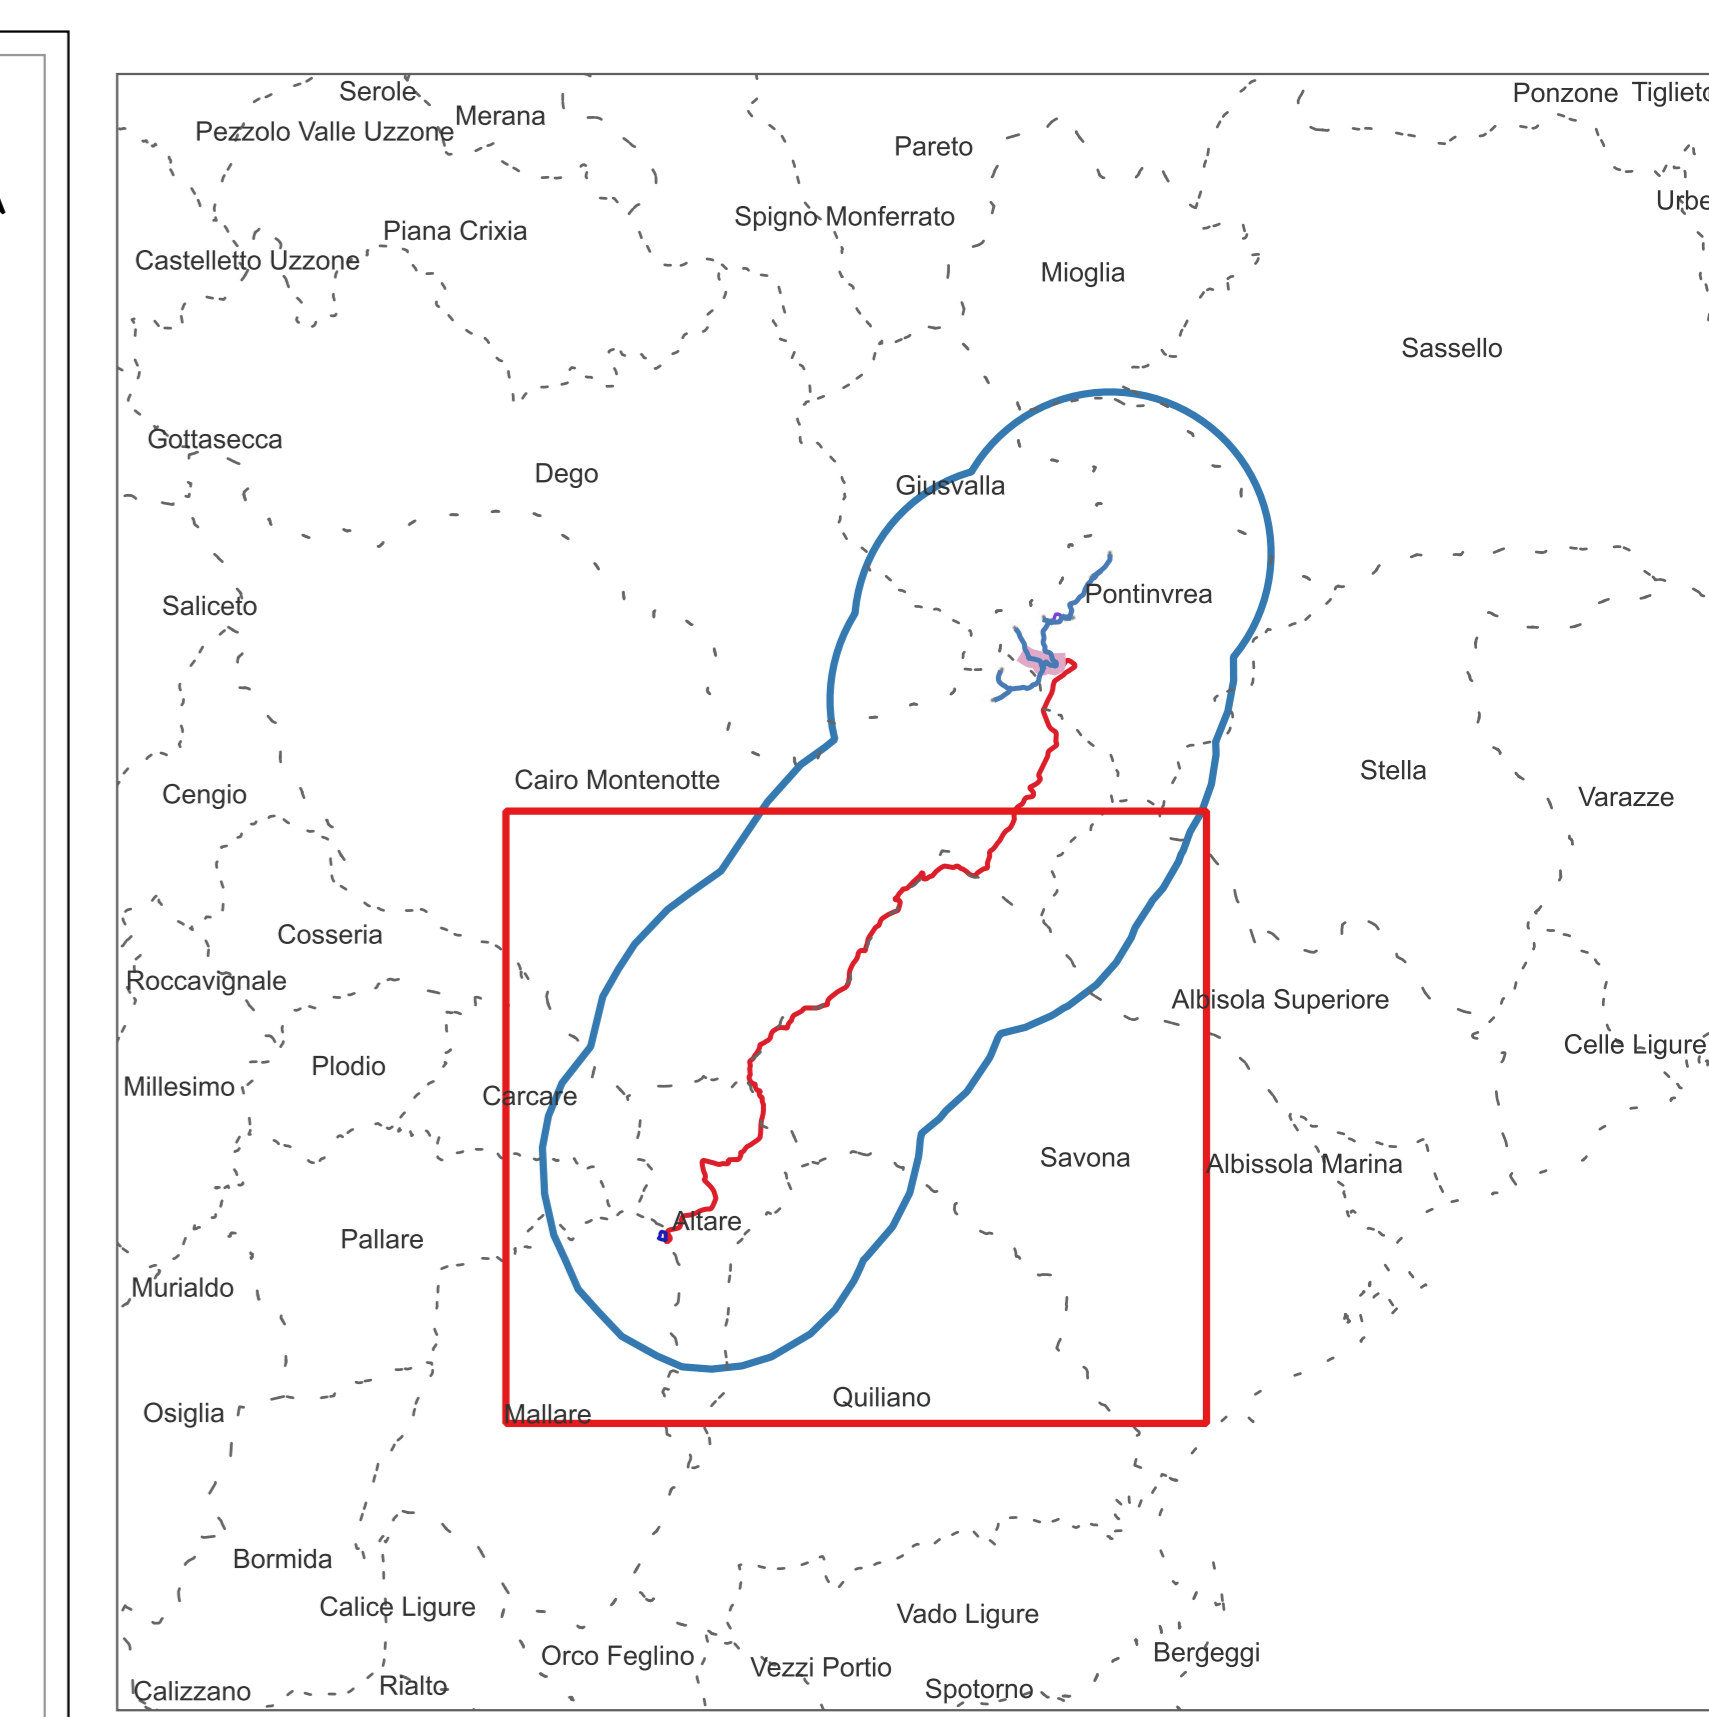 Serole
Ponzone
Merana
Pezzolo Valle Uzzone
Pareto
Spigno Monferrato
Piana Crixia
Castelletto Uzzone
Mioglia
Sassello
Gottasecca
Dego
Giusvalla
Pontinvrea
Saliceto
Stella
Cairo Montenotte
Cengio
Varazze
Cosseria
Roccavignale
Albisola Superiore
Celle Ligure
Plodio
Millesimo
Carcare
Savona
Albissola Marina
Altare
Pallare
Murialdo
Quiliano
Osiglia
Mallare
Bormida
Calice Ligure
Vado Ligure
Bergeggi
Orco Feglino
Vezzi Portio
Rialto
Spotorno
Calizzano